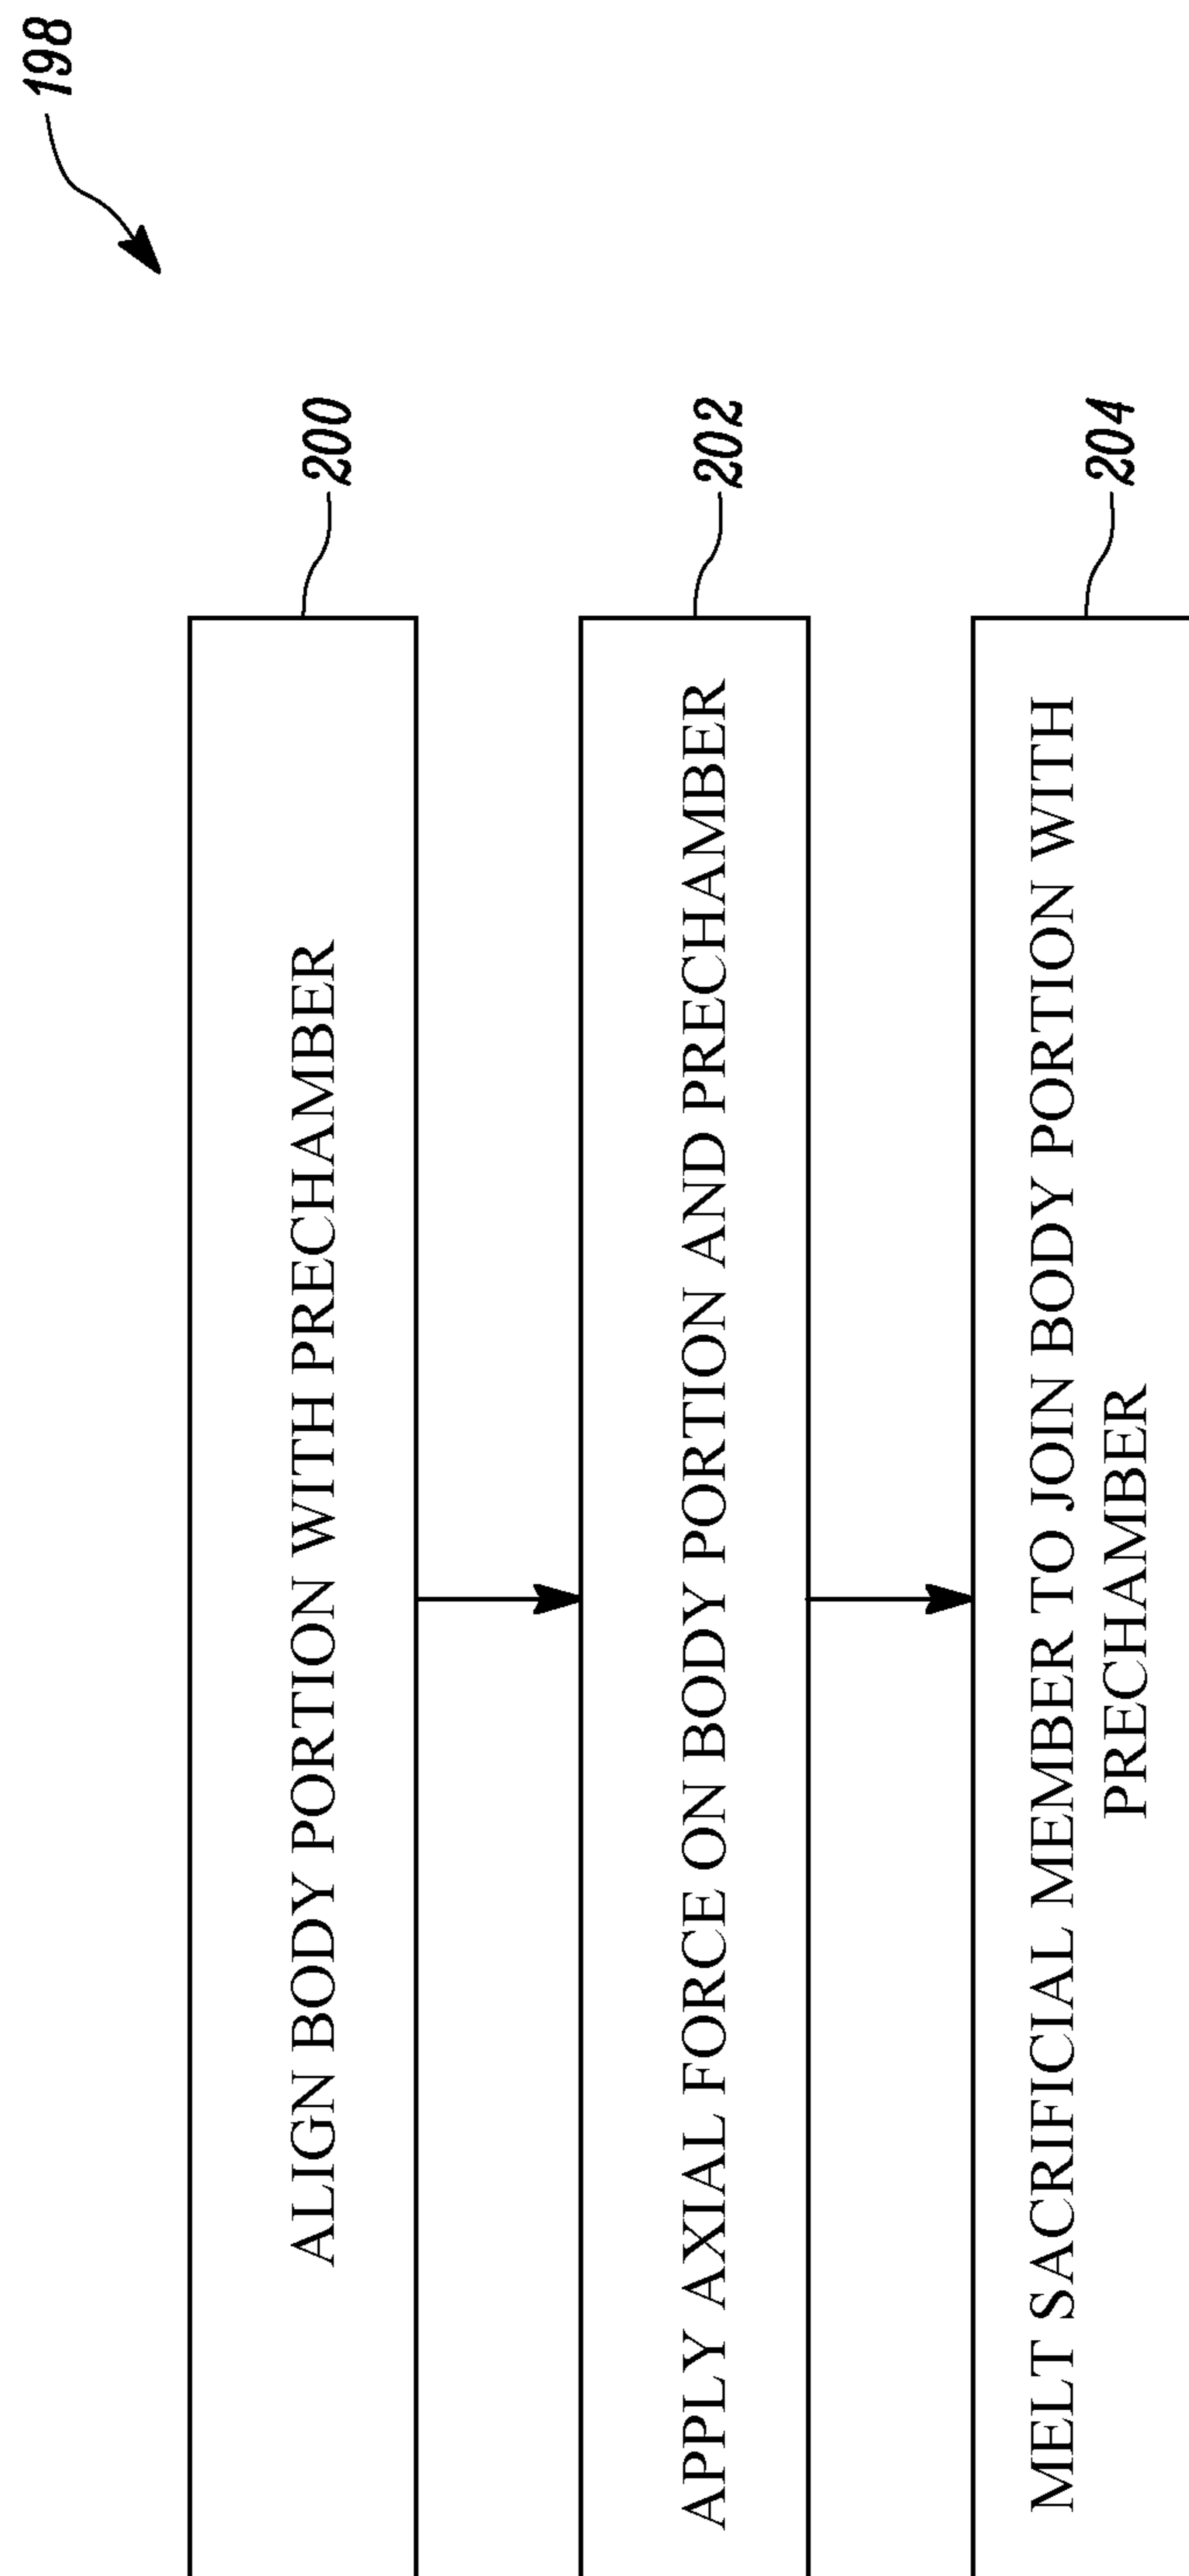 198
ALIGN BODY PORTION WITH PRECHAMBER
200
APPLY AXIAL FORCE ON BODY PORTION AND PRECHAMBER
202
MELT SACRIFICIAL MEMBER TO JOIN BODY PORTION WITH
PRECHAMBER
204